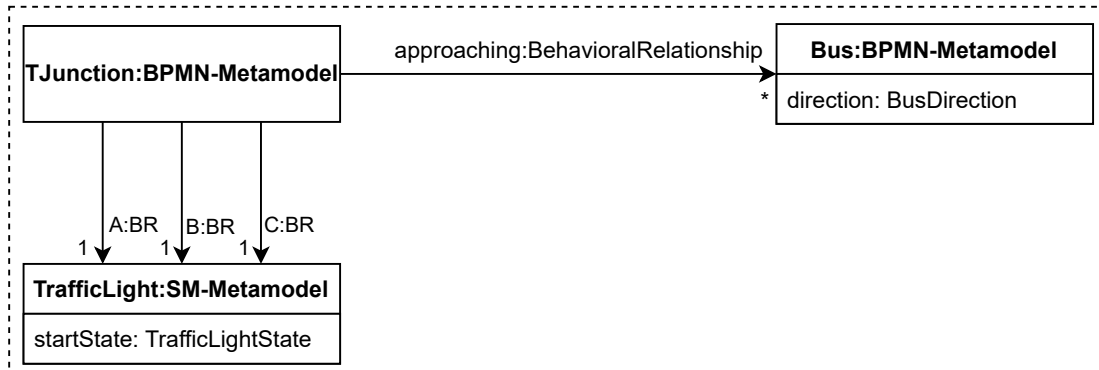 approaching:BehavioralRelationship
TJunction:BPMN-Metamodel
Bus:BPMN-Metamodel
*
direction: BusDirection
A:BR
B:BR
C:BR
1
1
1
TrafficLight:SM-Metamodel
startState: TrafficLightState